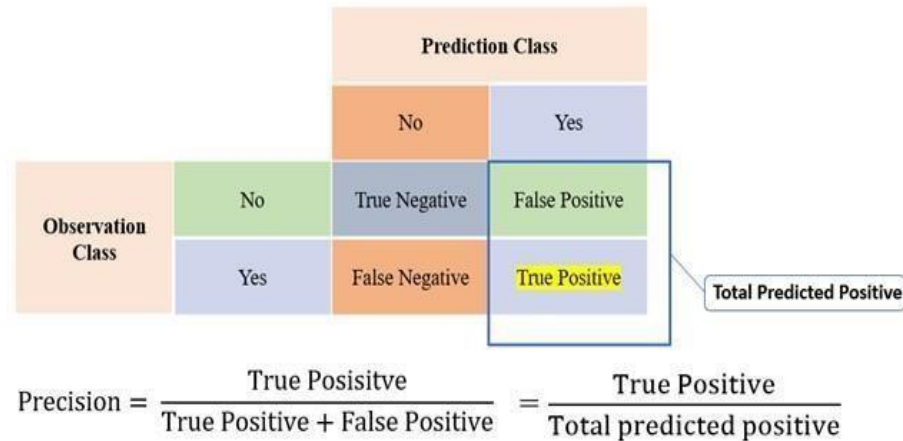 Prediction Class
No Yes
Observation Class
No True Negative False Positive
Yes False Negative True Positive
Total Predicted Positive
Precision = True Posisitve / True Positive + False Positive = True Positive / Total predicted positive